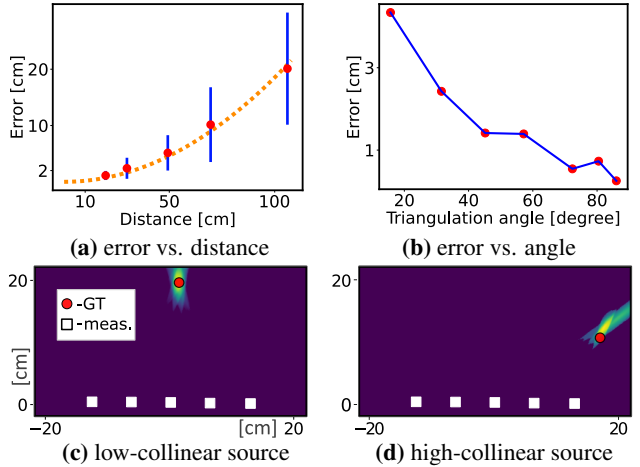 Error [cm]
20
10
2
10
50
100
Distance [cm]
(a) error vs. distance
Error [cm]
3
1
20
40
60
80
Triangulation angle [degree]
(b) error vs. angle
20
0
[cm]
-GT
-meas.
−20
[cm]
20
(c) low-collinear source
20
0
20
(d) high-collinear source